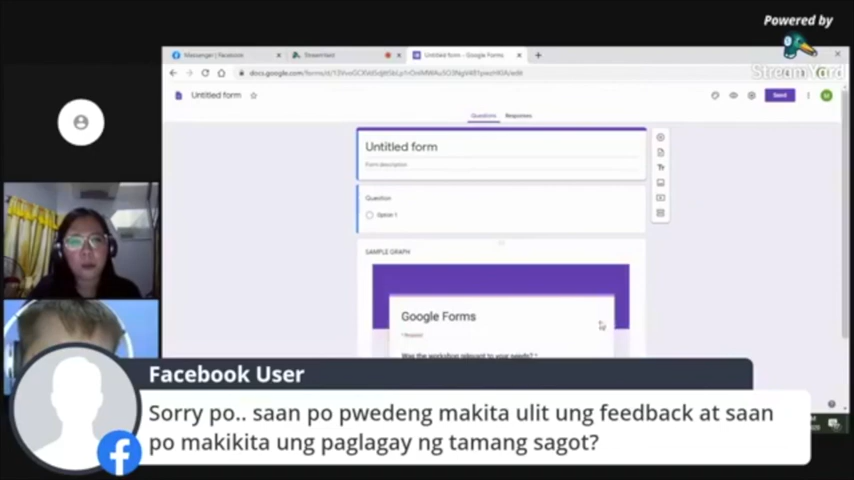 Powered by
StreamYard
Messenger | Facebook
StreamYard
Untitled form - Google Forms
Untitled form
Send
Questions
Responses
Untitled form
Form description
Question
Option 1
SAMPLE GRAPH
Google Forms
* Required
Was the workshop relevant to your needs? *
Facebook User
Sorry po.. saan po pwedeng makita ulit ung feedback at saan
po makikita ung paglagay ng tamang sagot?